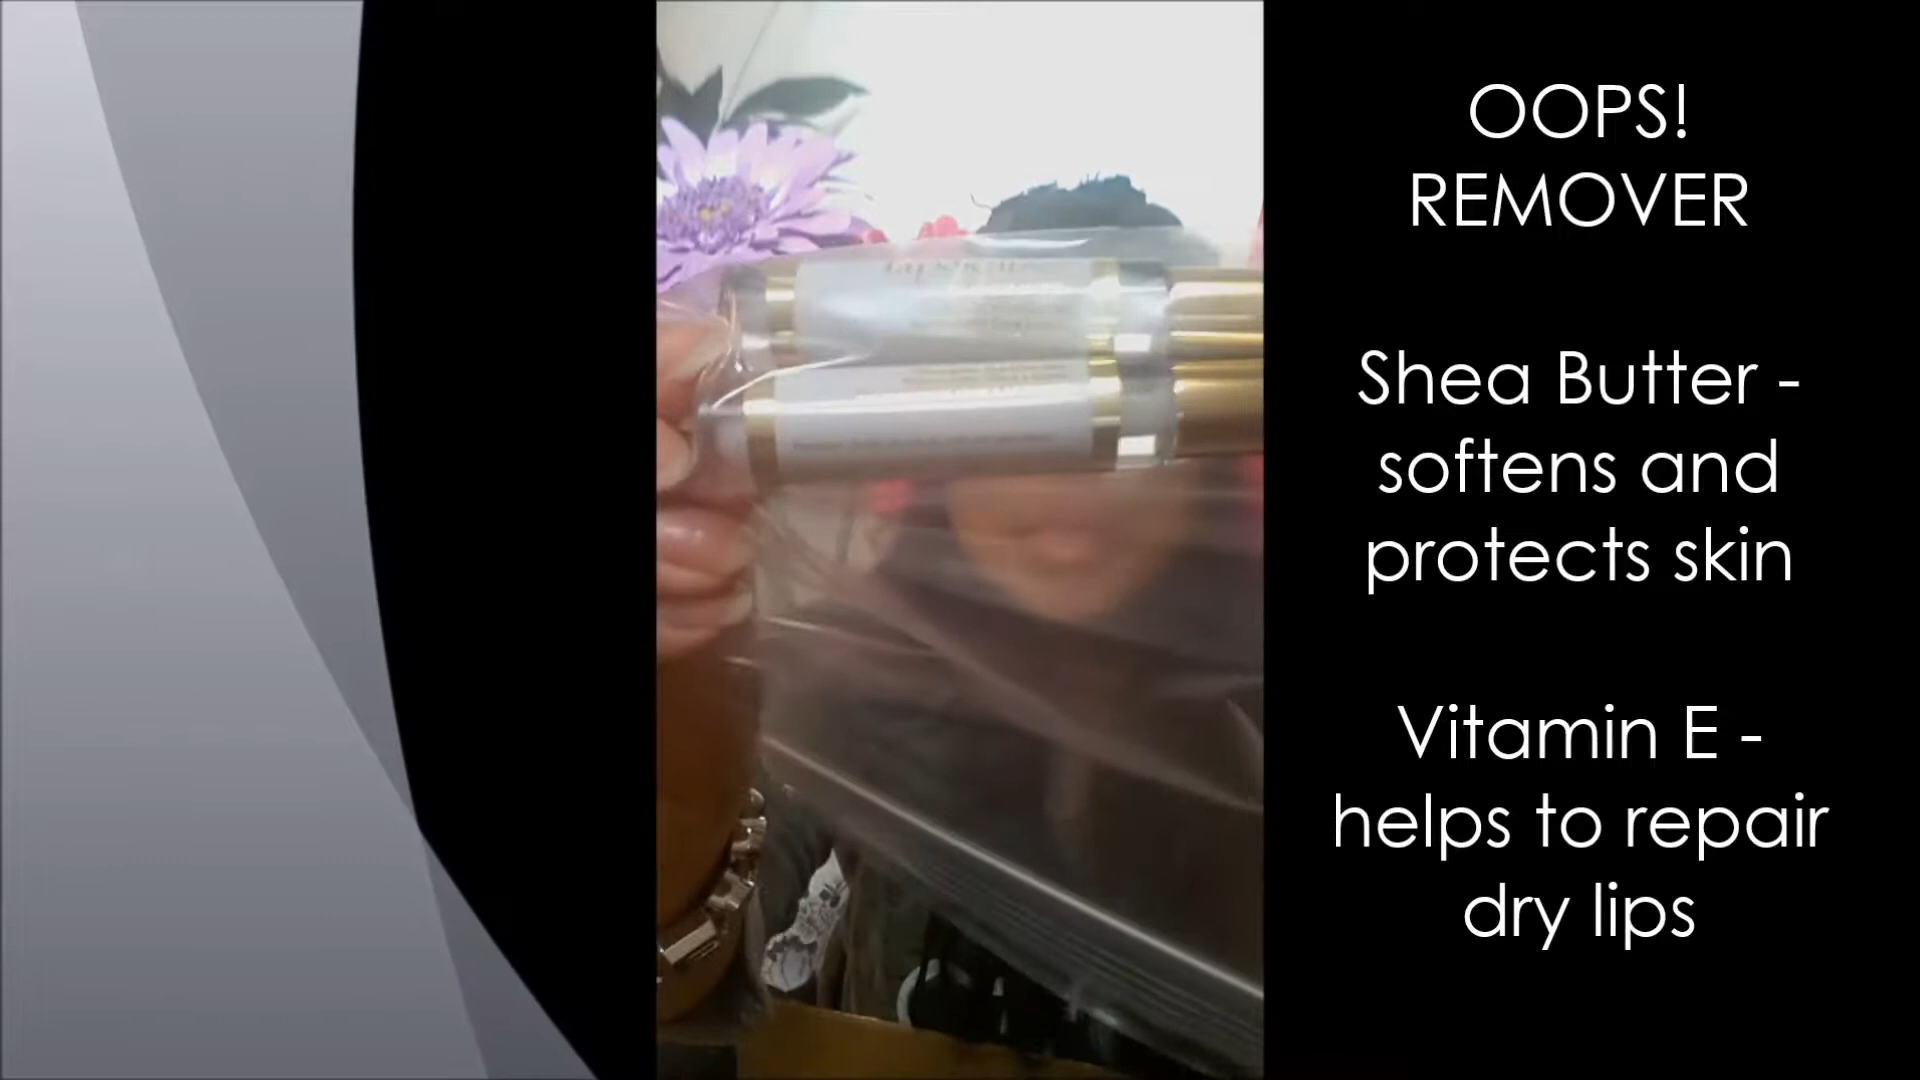 OOPS!
REMOVER
Shea Butter -
softens and
protects skin
Vitamin E -
helps to repair
dry lips